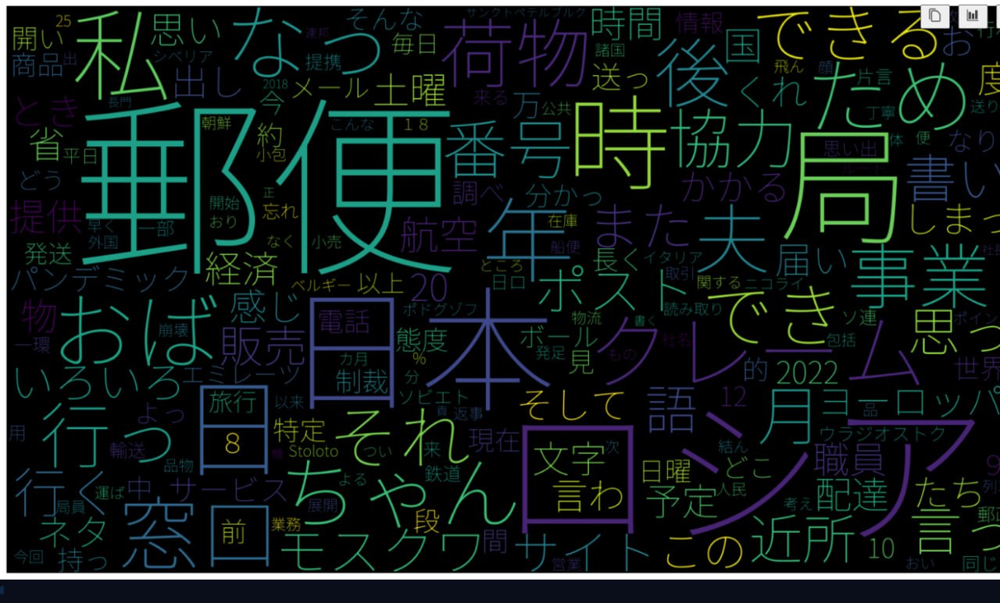 25
開い
私
思い
なっ
そんな
サンクトペテルブルク
連邦
毎日
荷物
時間
情報
国
できる
お
商品
出
シベリア
出し
提携
諸国
送っ
後
飛ん
顔
片言
くれ
ため
度
2018
メール
土曜
今
来る
万
公共
丁寧
送り
とき
長門
朝鮮
こんな
18
約
小包
番号
時
協力
体
便
なり
省
平日
郵便
思い出
局
書い
どう
正
調べ
分かっ
かかる
開始
おり
忘れ
提供
早く
一部
外国
なく
小売
航空
年
在庫
船便
また
夫
しまっ
発送
経済
ところ
長く
イタリア
届い
事業
パンデミック
ベルギー
以上
20
日口
ポスト
取引
関する
ニコライ
物
おば
感じ
電話
ポドグゾフ
物流
書く
読み取り
でき
ソ連
思っ
一環
崩壊
販売
日本
態度
%
ボール
発足
見
もの
社名
クレーム
包括
いろいろ
エミレーツ
カ月
制裁
分
的
2022
世界
行っ
よっ
日
旅行
8
以来
ソビエト
真
返事
そして
語
12
月
品
ヨーロッパ
用
輸送
特定
Stoloto
それ
つい
来
現在
文字
次
ロシア
結ん
ウラジオストク
職員
9
品物
鉄道
言わ
日曜
どこ
行く
運ば
中
サービス
ちゃん
よる
予定
人民
配達
たち
列
局員
窓口
前
展開
業務
段
考え
ネタ
モスクワ
間
サイト
この
近所
10
言っ
今回
持っ
営業
おい
同じ